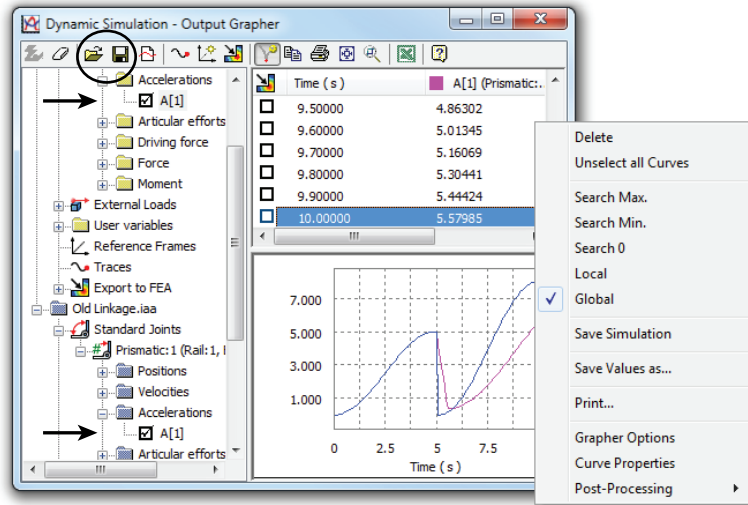 Dynamic Simulation - Output Grapher
Accelerations
A[1]
Articular efforts
Driving force
Force
Moment
External Loads
User variables
Reference Frames
Traces
Export to FEA
Old Linkage.iaa
Standard Joints
Prismatic:1 (Rail:1, l
Positions
Velocities
Accelerations
A[1]
Articular efforts
Time ( s )
A[1] (Prismatic:..
9.50000 4.86302
9.60000 5.01345
9.70000 5.16069
9.80000 5.30441
9.90000 5.44424
10.00000 5.57985
7.000
5.000
3.000
1.000
0 2.5 5 7.5
Time ( s )
Delete
Unselect all Curves
Search Max.
Search Min.
Search 0
Local
Global
Save Simulation
Save Values as...
Print...
Grapher Options
Curve Properties
Post-Processing